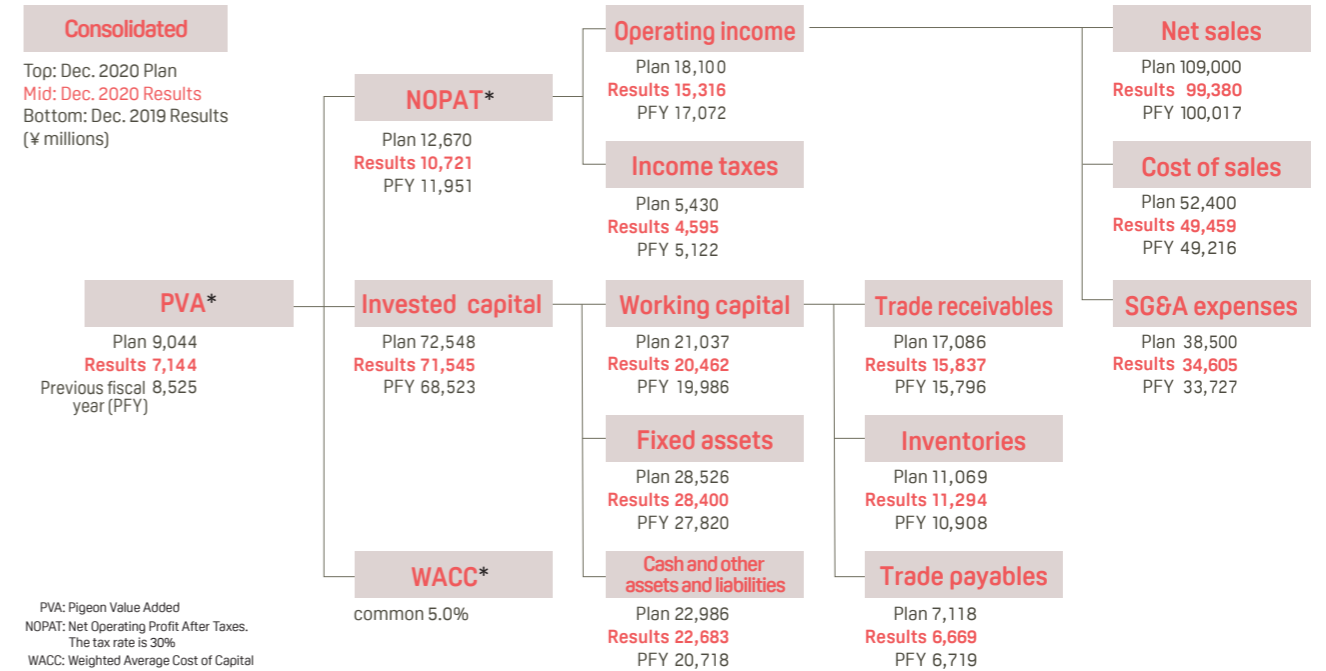 Consolidated
Top: Dec. 2020 Plan
Mid: Dec. 2020 Results
Bottom: Dec. 2019 Results
(¥ millions)
PVA*
Plan 9,044
Results 7,144
Previous fiscal 8,525
year (PFY)
NOPAT*
Plan 12,670
Results 10,721
PFY 11,951
Invested capital
Plan 72,548
Results 71,545
PFY 68,523
WACC*
common 5.0%
Operating income
Plan 18,100
Results 15,316
PFY 17,072
Income taxes
Plan 5,430
Results 4,595
PFY 5,122
Working capital
Plan 21,037
Results 20,462
PFY 19,986
Fixed assets
Plan 28,526
Results 28,400
PFY 27,820
Cash and other
assets and liabilities
Plan 22,986
Results 22,683
PFY 20,718
Trade receivables
Plan 17,086
Results 15,837
PFY 15,796
Inventories
Plan 11,069
Results 11,294
PFY 10,908
Trade payables
Plan 7,118
Results 6,669
PFY 6,719
Net sales
Plan 109,000
Results 99,380
PFY 100,017
Cost of sales
Plan 52,400
Results 49,459
PFY 49,216
SG&A expenses
Plan 38,500
Results 34,605
PFY 33,727
PVA: Pigeon Value Added
NOPAT: Net Operating Profit After Taxes.
The tax rate is 30%
WACC: Weighted Average Cost of Capital